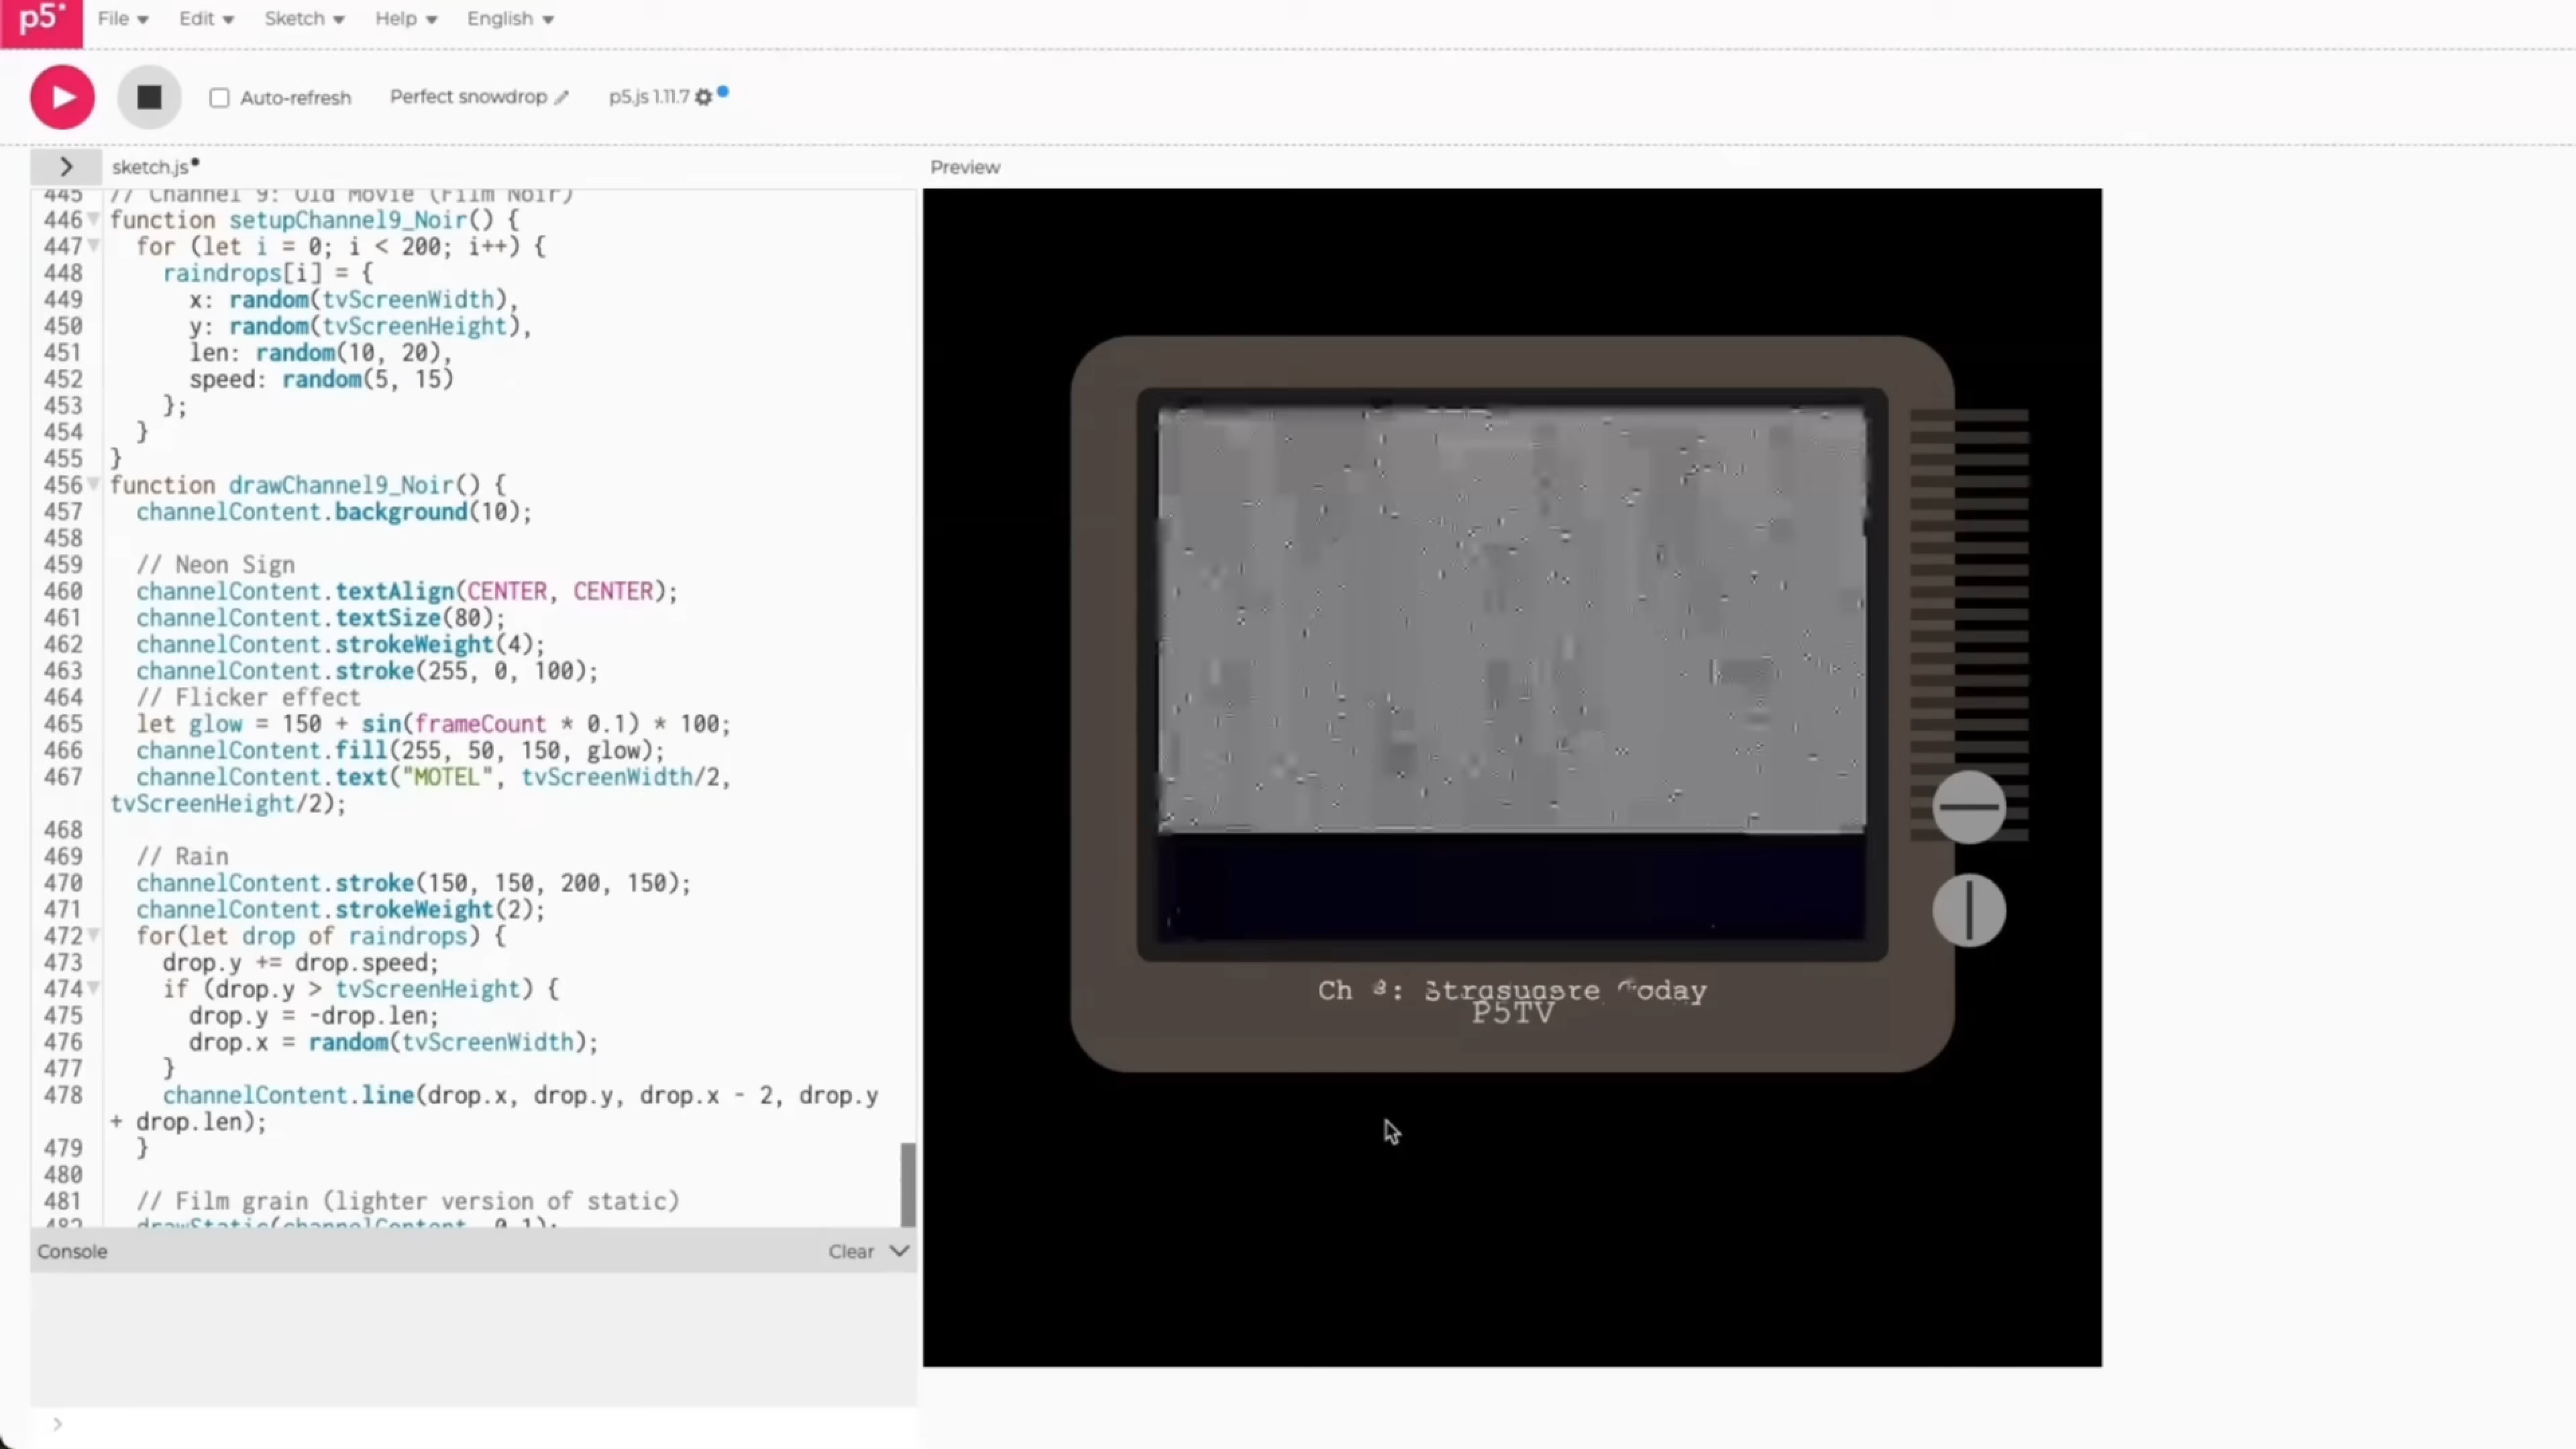 p5*
File
Edit
Sketch
Help
English
Auto-refresh
Perfect snowdrop
p5.js 1.11.7
sketch.js
Preview
445 // Channel 9: Old Movie (Film Noir)
446 function setupChannel9_Noir() {
447 for (let i = 0; i < 200; i++) {
448 raindrops[i] = {
449 x: random(tvScreenWidth),
450 y: random(tvScreenHeight),
451 len: random(10, 20),
452 speed: random(5, 15)
453 };
454 }
455 }
456 function drawChannel9_Noir() {
457 channelContent.background(10);
458
459 // Neon Sign
460 channelContent.textAlign(CENTER, CENTER);
461 channelContent.textSize(80);
462 channelContent.strokeWeight(4);
463 channelContent.stroke(255, 0, 100);
464 // Flicker effect
465 let glow = 150 + sin(frameCount * 0.1) * 100;
466 channelContent.fill(255, 50, 150, glow);
467 channelContent.text("MOTEL", tvScreenWidth/2,
tvScreenHeight/2);
468
469 // Rain
470 channelContent.stroke(150, 150, 200, 150);
471 channelContent.strokeWeight(2);
472 for(let drop of raindrops) {
473 drop.y += drop.speed;
474 if (drop.y > tvScreenHeight) {
475 drop.y = -drop.len;
476 drop.x = random(tvScreenWidth);
477 }
478 channelContent.line(drop.x, drop.y, drop.x - 2, drop.y
+ drop.len);
479 }
480
481 // Film grain (lighter version of static)
482 drawStatic(channelContent, 0.1);
Console
Clear
Ch
P5TV